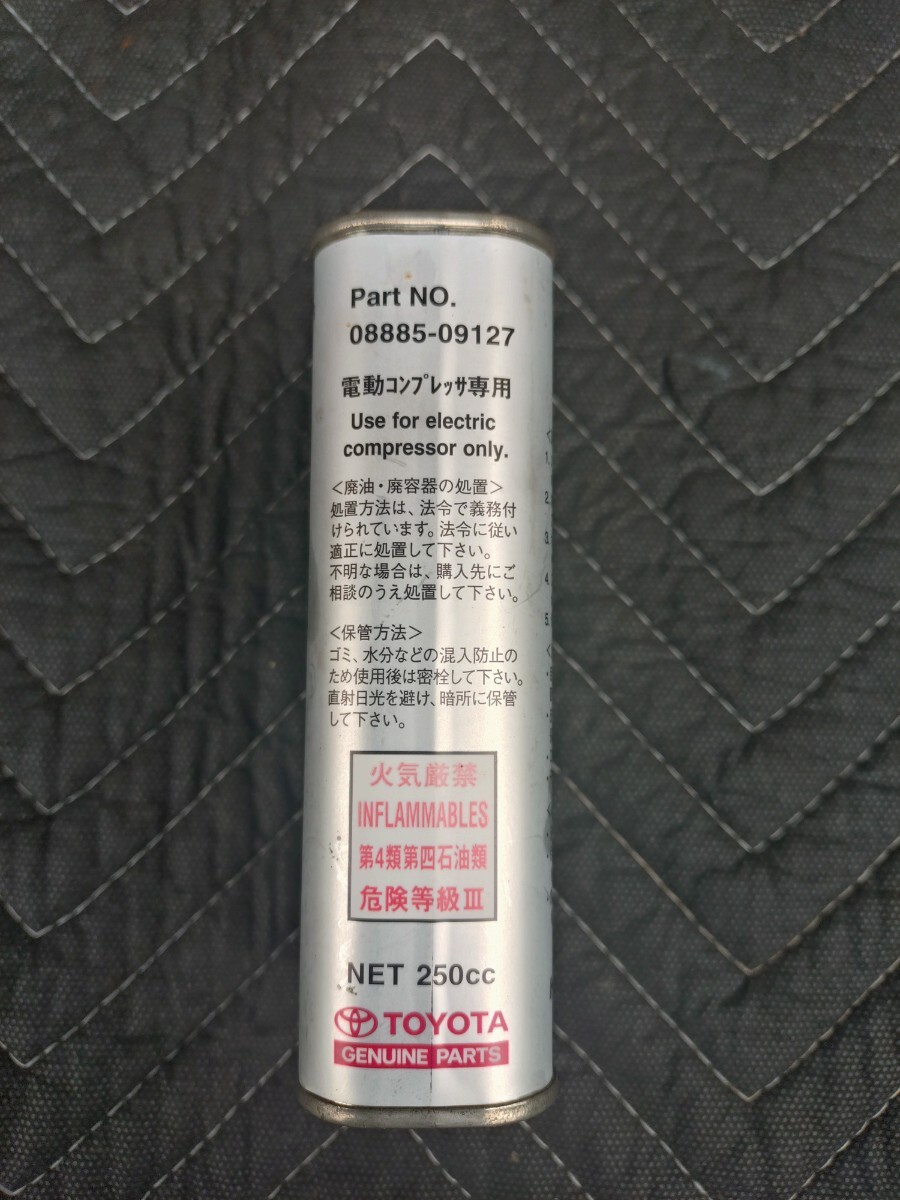 Part NO.
08885-09127
電動コンプレッサ専用
Use for electric
compressor only.
＜廃油・廃容器の処置＞
処置方法は、法令で義務付
けられています。法令に従い
適正に処置して下さい。
不明な場合は、購入先にご
相談のうえ処置して下さい。
＜保管方法＞
ゴミ、水分などの混入防止の
ため使用後は密栓して下さい。
直射日光を避け、暗所に保管
して下さい。
火気厳禁
INFLAMMABLES
第4類第四石油類
危険等級Ⅲ
NET 250cc
TOYOTA
GENUINE PARTS
1.
2.
3.
4.
5.